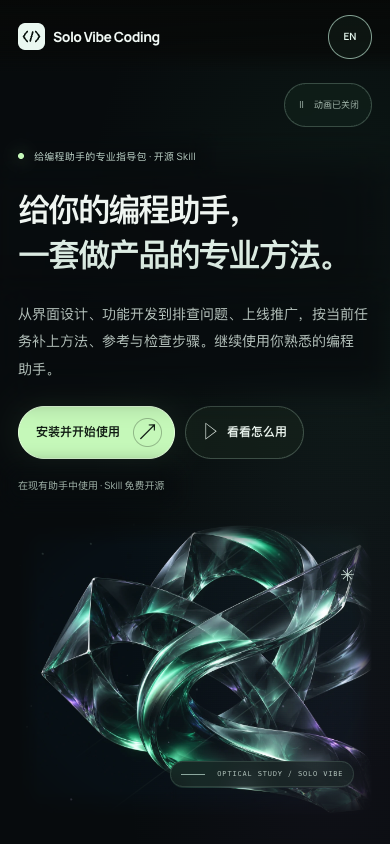 Solo Vibe Coding
EN
动画已关闭
给编程助手的专业指导包 · 开源 Skill
给你的编程助手，
一套做产品的专业方法。
从界面设计、功能开发到排查问题、上线推广，按当前任
务补上方法、参考与检查步骤。继续使用你熟悉的编程
助手。
安装并开始使用
看看怎么用
在现有助手中使用 · Skill 免费开源
OPTICAL STUDY / SOLO VIBE